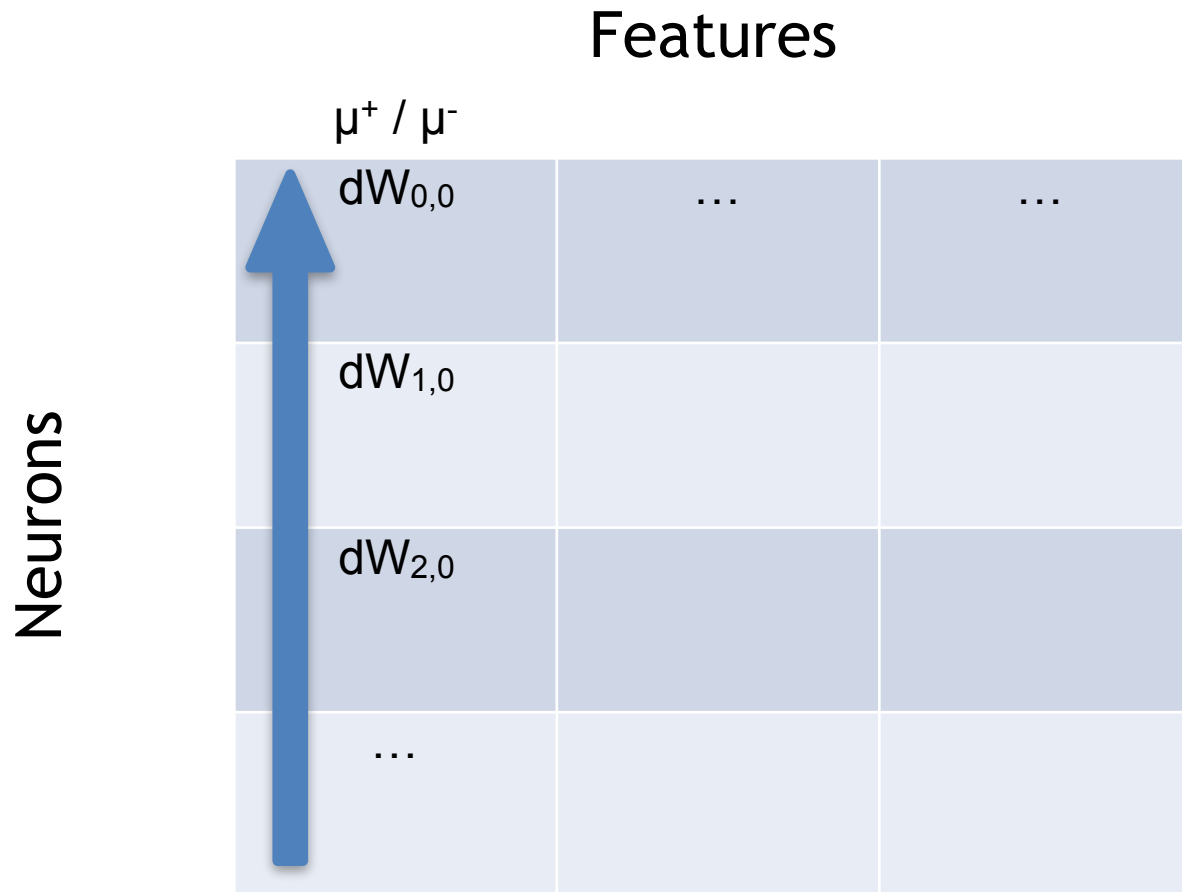 Features
µ⁺ / µ⁻
dW₀,₀ … …
dW₁,₀
Neurons
dW₂,₀
…